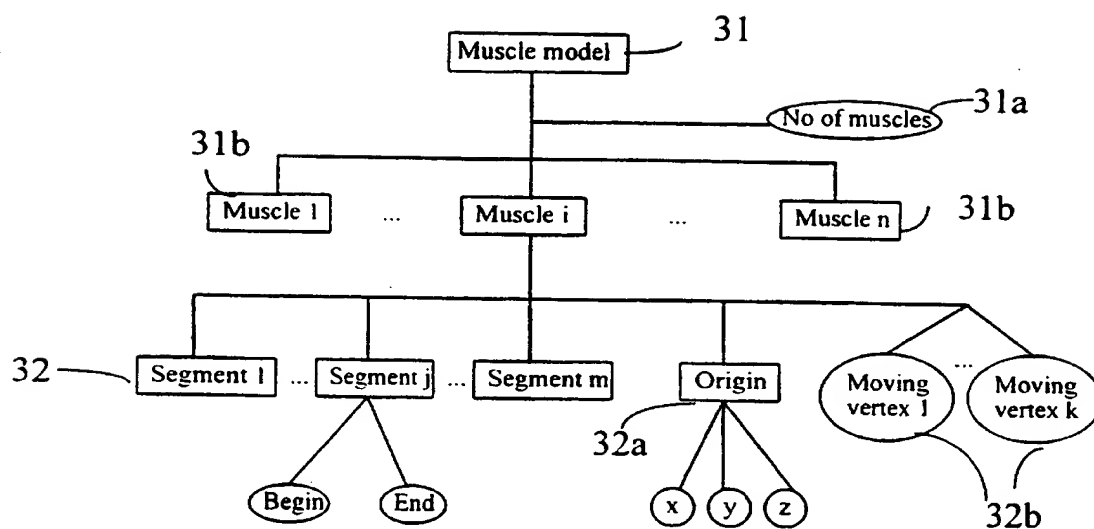 31
Muscle model
31a
No of muscles
31b
Muscle 1 ... Muscle i ... Muscle n
31b
32
Segment 1 ... Segment j ... Segment m
Origin
Moving vertex 1
...
Moving vertex k
32a
Begin End
x y z
32b